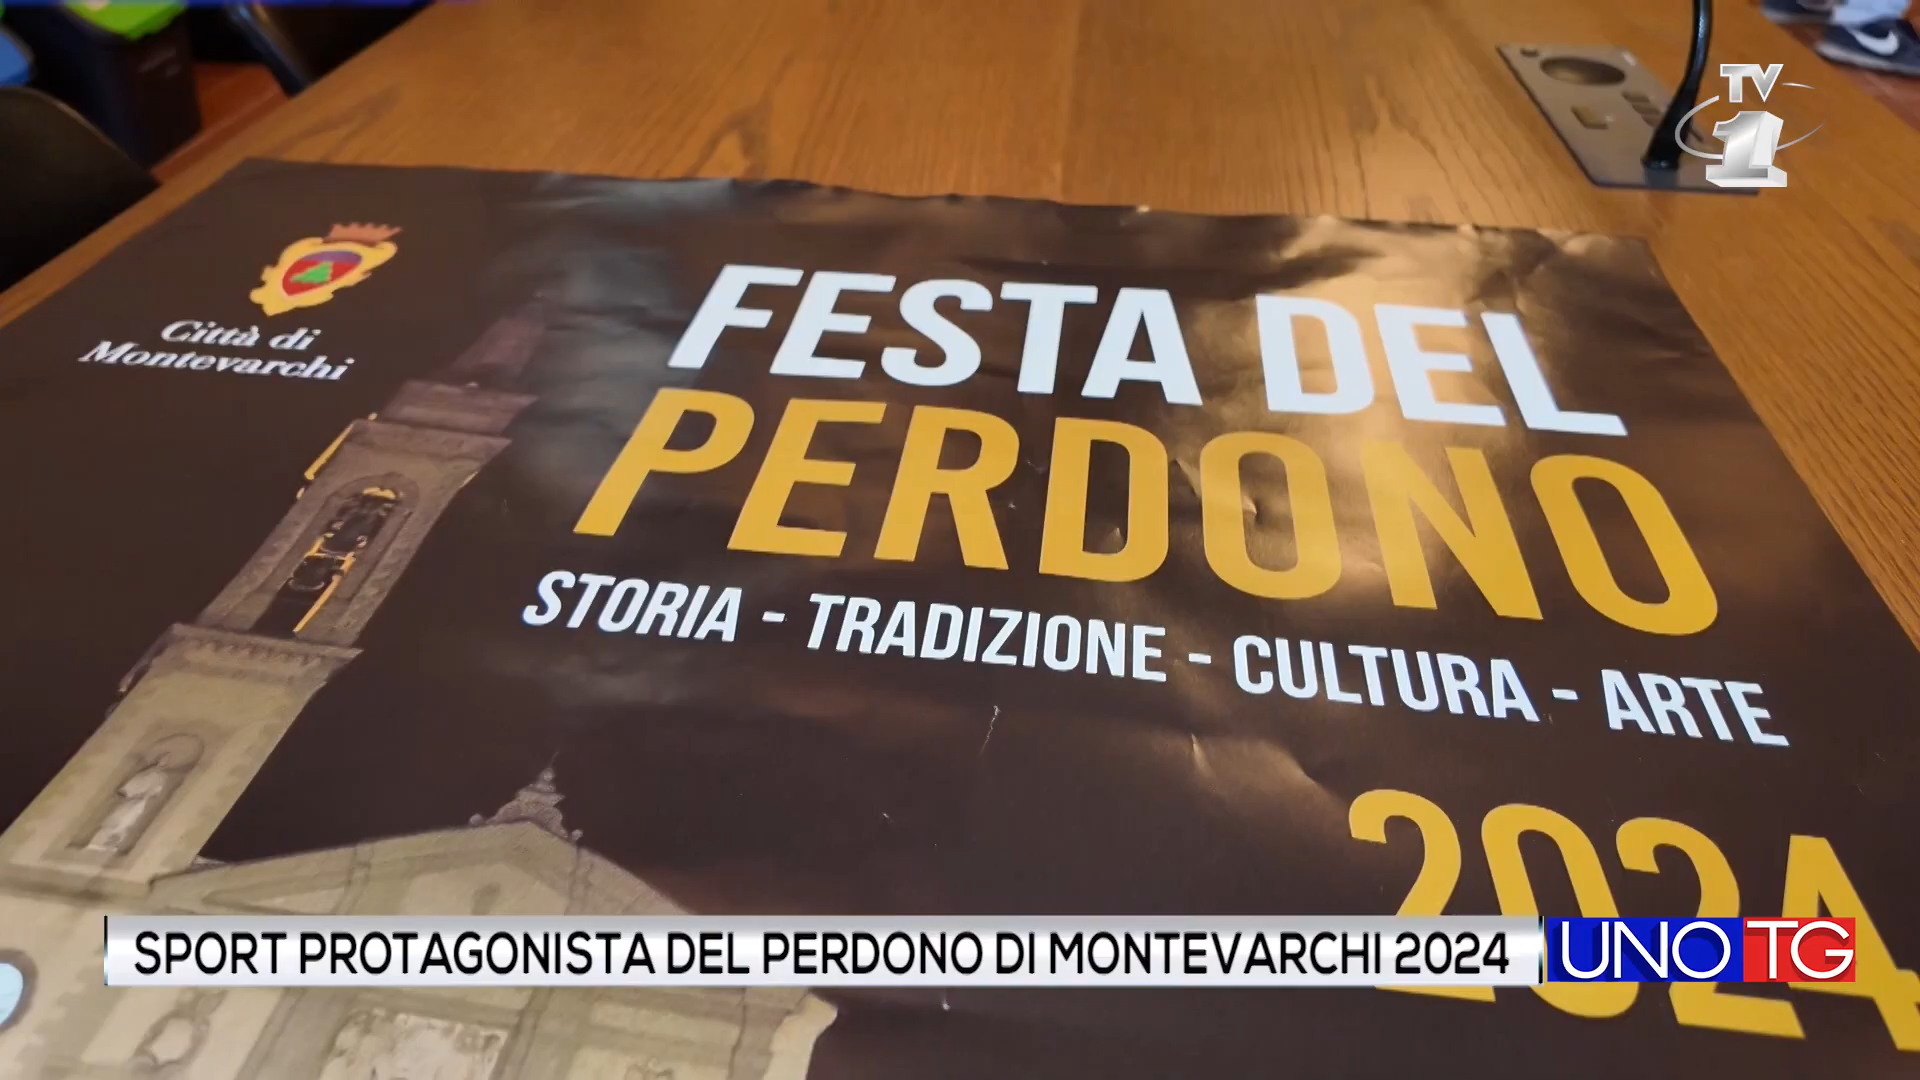 TV
1
Città di
Montevarchi
FESTA DEL
PERDONO
STORIA - TRADIZIONE - CULTURA - ARTE
2024
SPORT PROTAGONISTA DEL PERDONO DI MONTEVARCHI 2024
UNO TG